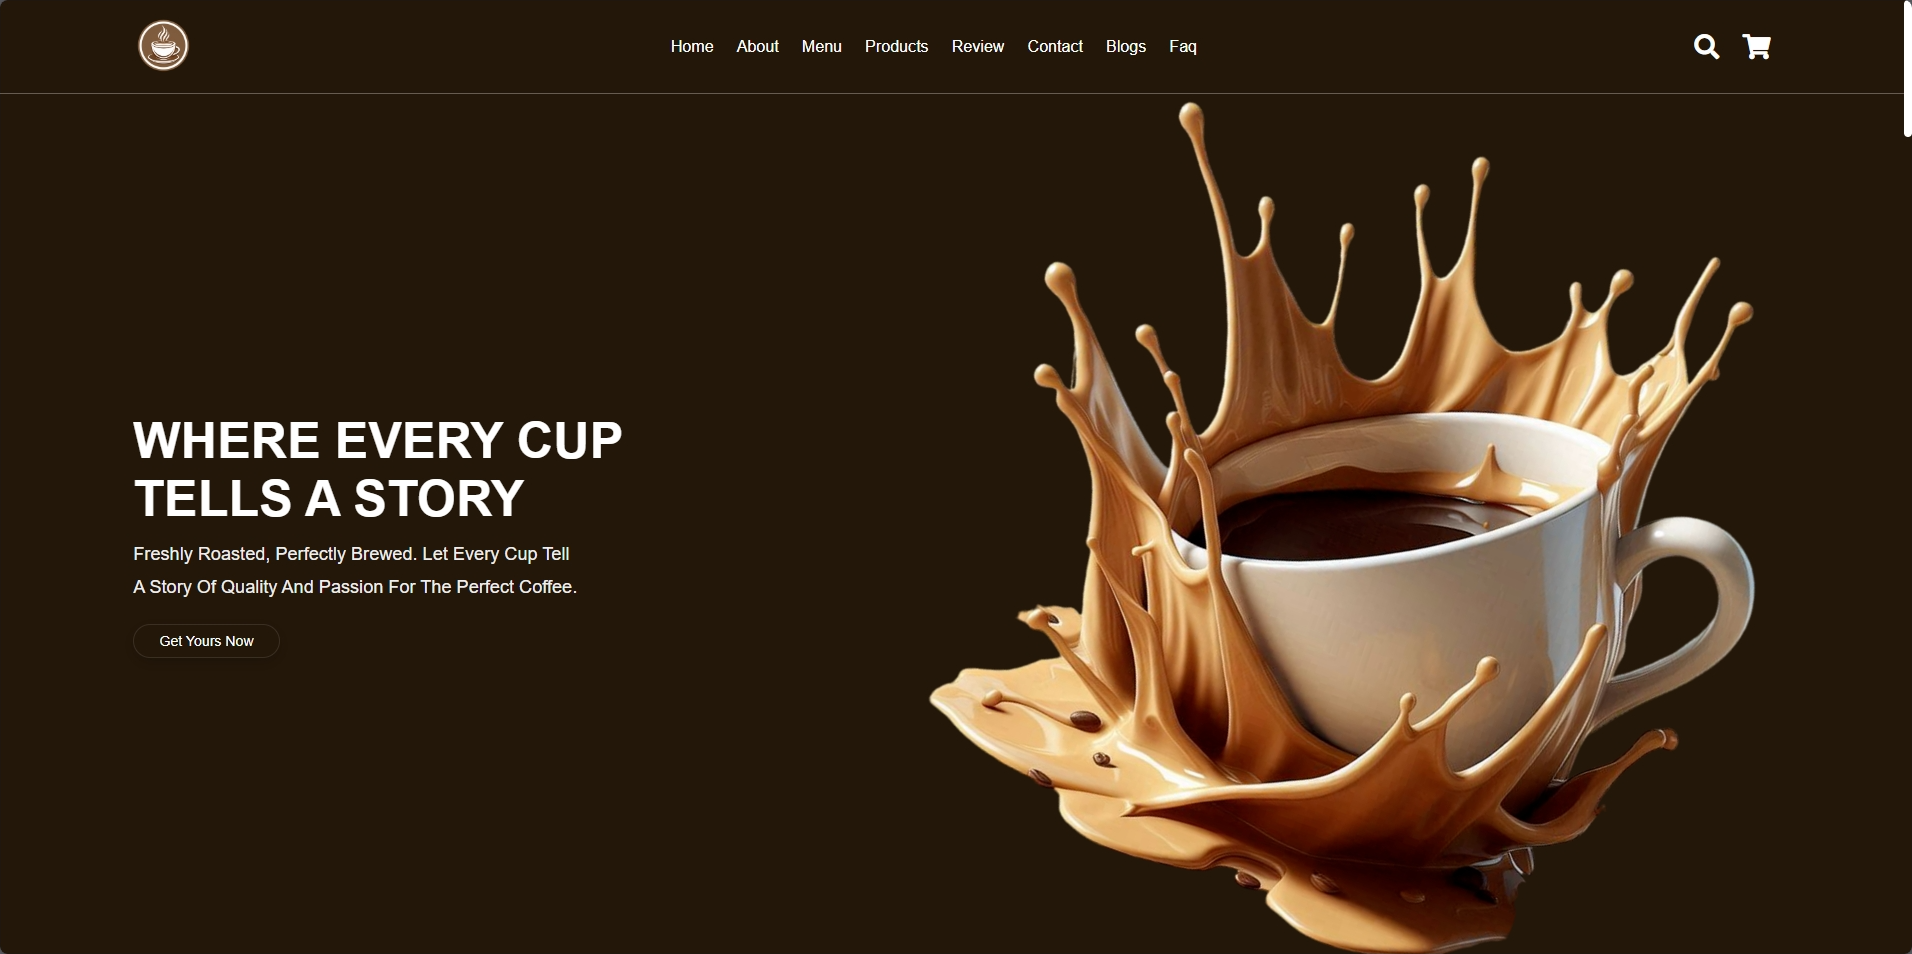 Home About Menu Products Review Contact Blogs Faq
WHERE EVERY CUP
TELLS A STORY
Freshly Roasted, Perfectly Brewed. Let Every Cup Tell
A Story Of Quality And Passion For The Perfect Coffee.
Get Yours Now